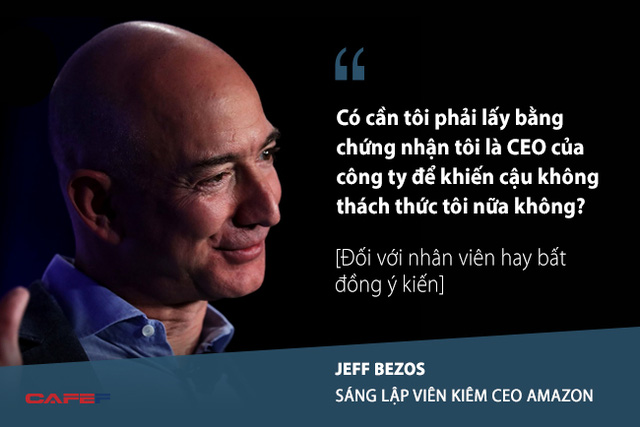 “
Có cần tôi phải lấy bằng
chứng nhận tôi là CEO của
công ty để khiến cậu không
thách thức tôi nữa không?
[Đối với nhân viên hay bất
đồng ý kiến]
JEFF BEZOS
SÁNG LẬP VIÊN KIÊM CEO AMAZON
CAFEF